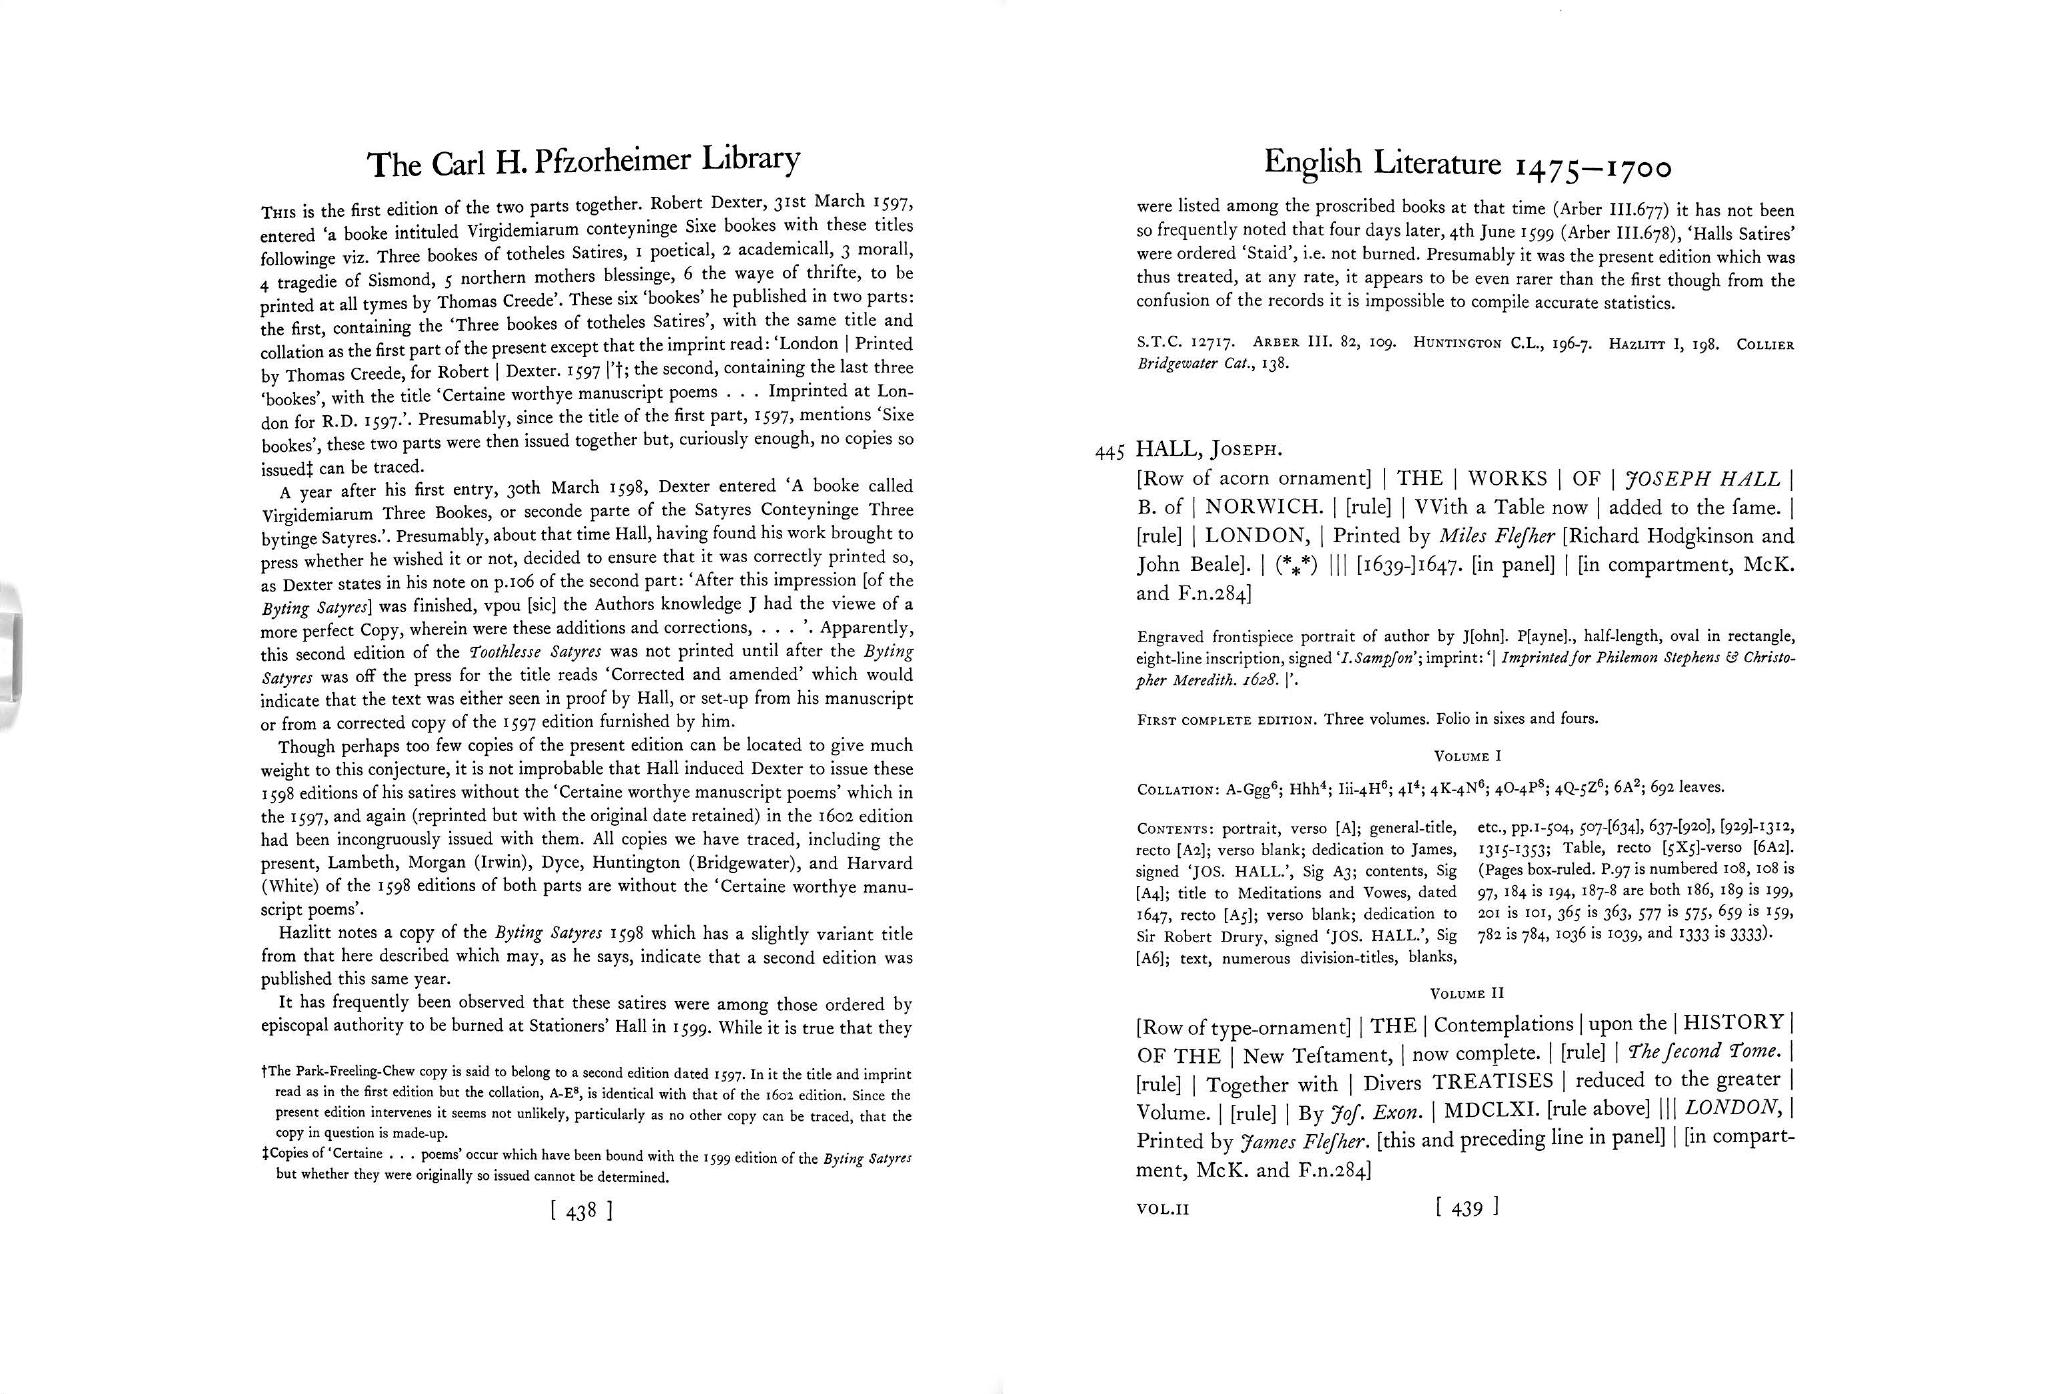 The Carl H. Pfzorheimer Library
THIS is the first edition of the two parts together. Robert Dexter, 31st March 1597,
entered ‘a booke intituled Virgidemiarum conteyninge Sixe bookes with these titles
followinge viz. Three bookes of totheles Satires, 1 poetical, 2 academicall, 3 morall,
4 tragedie of Sismond, 5 northern mothers blessinge, 6 the waye of thrifte, to be
printed at all tymes by Thomas Creede’. These six ‘bookes’ he published in two parts:
the first, containing the ‘Three bookes of totheles Satires’, with the same title and
collation as the first part of the present except that the imprint read: ‘London | Printed
by Thomas Creede, for Robert | Dexter. 1597 |’†; the second, containing the last three
‘bookes’, with the title ‘Certaine worthye manuscript poems . . . Imprinted at Lon-
don for R.D. 1597.’. Presumably, since the title of the first part, 1597, mentions ‘Sixe
bookes’, these two parts were then issued together but, curiously enough, no copies so
issued‡ can be traced.
A year after his first entry, 30th March 1598, Dexter entered ‘A booke called
Virgidemiarum Three Bookes, or seconde parte of the Satyres Conteyninge Three
bytinge Satyres.’. Presumably, about that time Hall, having found his work brought to
press whether he wished it or not, decided to ensure that it was correctly printed so,
as Dexter states in his note on p.106 of the second part: ‘After this impression [of the
Byting Satyres] was finished, vpou [sic] the Authors knowledge J had the viewe of a
more perfect Copy, wherein were these additions and corrections, . . . ’. Apparently,
this second edition of the Toothlesse Satyres was not printed until after the Byting
Satyres was off the press for the title reads ‘Corrected and amended’ which would
indicate that the text was either seen in proof by Hall, or set-up from his manuscript
or from a corrected copy of the 1597 edition furnished by him.
Though perhaps too few copies of the present edition can be located to give much
weight to this conjecture, it is not improbable that Hall induced Dexter to issue these
1598 editions of his satires without the ‘Certaine worthye manuscript poems’ which in
the 1597, and again (reprinted but with the original date retained) in the 1602 edition
had been incongruously issued with them. All copies we have traced, including the
present, Lambeth, Morgan (Irwin), Dyce, Huntington (Bridgewater), and Harvard
(White) of the 1598 editions of both parts are without the ‘Certaine worthye manu-
script poems’.
Hazlitt notes a copy of the Byting Satyres 1598 which has a slightly variant title
from that here described which may, as he says, indicate that a second edition was
published this same year.
It has frequently been observed that these satires were among those ordered by
episcopal authority to be burned at Stationers’ Hall in 1599. While it is true that they
†The Park-Freeling-Chew copy is said to belong to a second edition dated 1597. In it the title and imprint
read as in the first edition but the collation, A-E⁸, is identical with that of the 1602 edition. Since the
present edition intervenes it seems not unlikely, particularly as no other copy can be traced, that the
copy in question is made-up.
‡Copies of ‘Certaine . . . poems’ occur which have been bound with the 1599 edition of the Byting Satyres
but whether they were originally so issued cannot be determined.
[ 438 ]
English Literature 1475–1700
were listed among the proscribed books at that time (Arber III.677) it has not been
so frequently noted that four days later, 4th June 1599 (Arber III.678), ‘Halls Satires’
were ordered ‘Staid’, i.e. not burned. Presumably it was the present edition which was
thus treated, at any rate, it appears to be even rarer than the first though from the
confusion of the records it is impossible to compile accurate statistics.
S.T.C. 12717. ARBER III. 82, 109. HUNTINGTON C.L., 196-7. HAZLITT I, 198. COLLIER
Bridgewater Cat., 138.
445 HALL, JOSEPH.
[Row of acorn ornament] | THE | WORKS | OF | JOSEPH HALL |
B. of | NORWICH. | [rule] | VVith a Table now | added to the ſame. |
[rule] | LONDON, | Printed by Miles Fleſher [Richard Hodgkinson and
John Beale]. | (*⁎*) ||| [1639-]1647. [in panel] | [in compartment, McK.
and F.n.284]
Engraved frontispiece portrait of author by J[ohn]. P[ayne]., half-length, oval in rectangle,
eight-line inscription, signed ‘I.Sampſon’; imprint: ‘| Imprinted for Philemon Stephens & Christo-
pher Meredith. 1628. |’.
FIRST COMPLETE EDITION. Three volumes. Folio in sixes and fours.
VOLUME I
COLLATION: A-Ggg⁶; Hhh⁴; Iii-4H⁶; 4I⁴; 4K-4N⁶; 4O-4P⁸; 4Q-5Z⁶; 6A²; 692 leaves.
CONTENTS: portrait, verso [A]; general-title,
recto [A2]; verso blank; dedication to James,
signed ‘JOS. HALL.’, Sig A3; contents, Sig
[A4]; title to Meditations and Vowes, dated
1647, recto [A5]; verso blank; dedication to
Sir Robert Drury, signed ‘JOS. HALL.’, Sig
[A6]; text, numerous division-titles, blanks,
etc., pp.1-504, 507-[634], 637-[920], [929]-1312,
1315-1353; Table, recto [5X5]-verso [6A2].
(Pages box-ruled. P.97 is numbered 108, 108 is
97, 184 is 194, 187-8 are both 186, 189 is 199,
201 is 101, 365 is 363, 577 is 575, 659 is 159,
782 is 784, 1036 is 1039, and 1333 is 3333).
VOLUME II
[Row of type-ornament] | THE | Contemplations | upon the | HISTORY |
OF THE | New Teſtament, | now complete. | [rule] | The ſecond Tome. |
[rule] | Together with | Divers TREATISES | reduced to the greater |
Volume. | [rule] | By Joſ. Exon. | MDCLXI. [rule above] ||| LONDON, |
Printed by James Fleſher. [this and preceding line in panel] | [in compart-
ment, McK. and F.n.284]
VOL.II
[ 439 ]